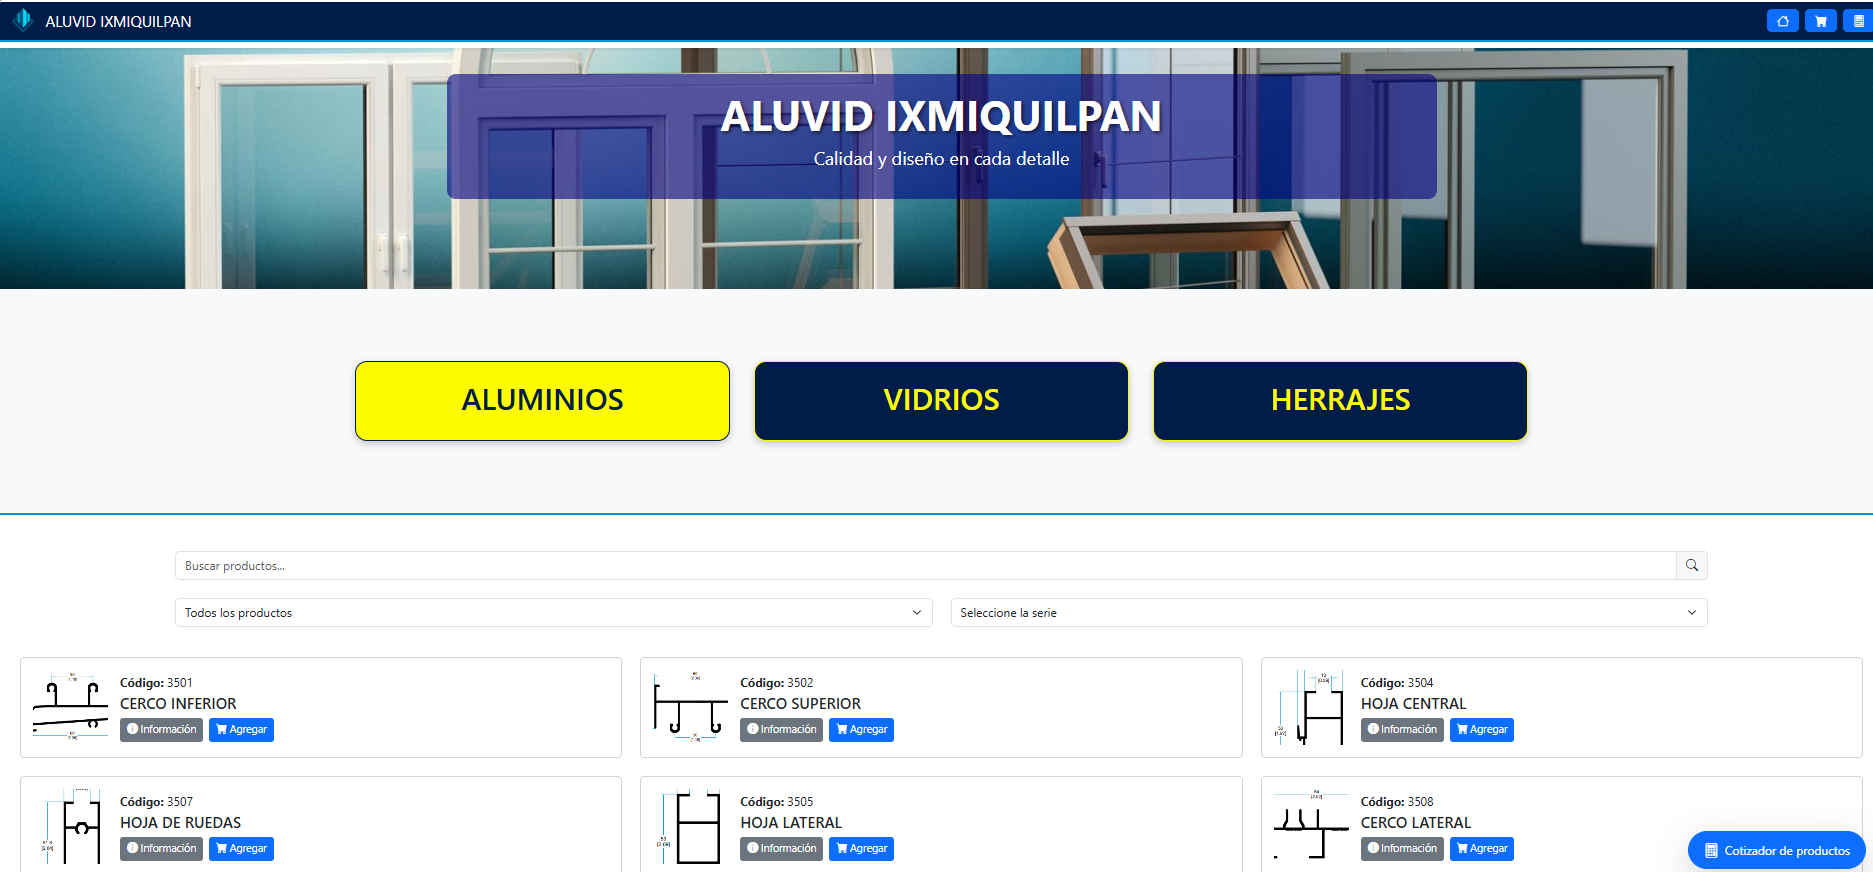 ALUVID IXMIQUILPAN
ALUVID IXMIQUILPAN
Calidad y diseño en cada detalle
ALUMINIOS
VIDRIOS
HERRAJES
Buscar productos...
Todos los productos
Seleccione la serie
Código: 3501
CERCO INFERIOR
Información
Agregar
Código: 3502
CERCO SUPERIOR
Información
Agregar
Código: 3504
HOJA CENTRAL
Información
Agregar
Código: 3507
HOJA DE RUEDAS
Información
Agregar
Código: 3505
HOJA LATERAL
Información
Agregar
Código: 3508
CERCO LATERAL
Información
Agregar
Cotizador de productos